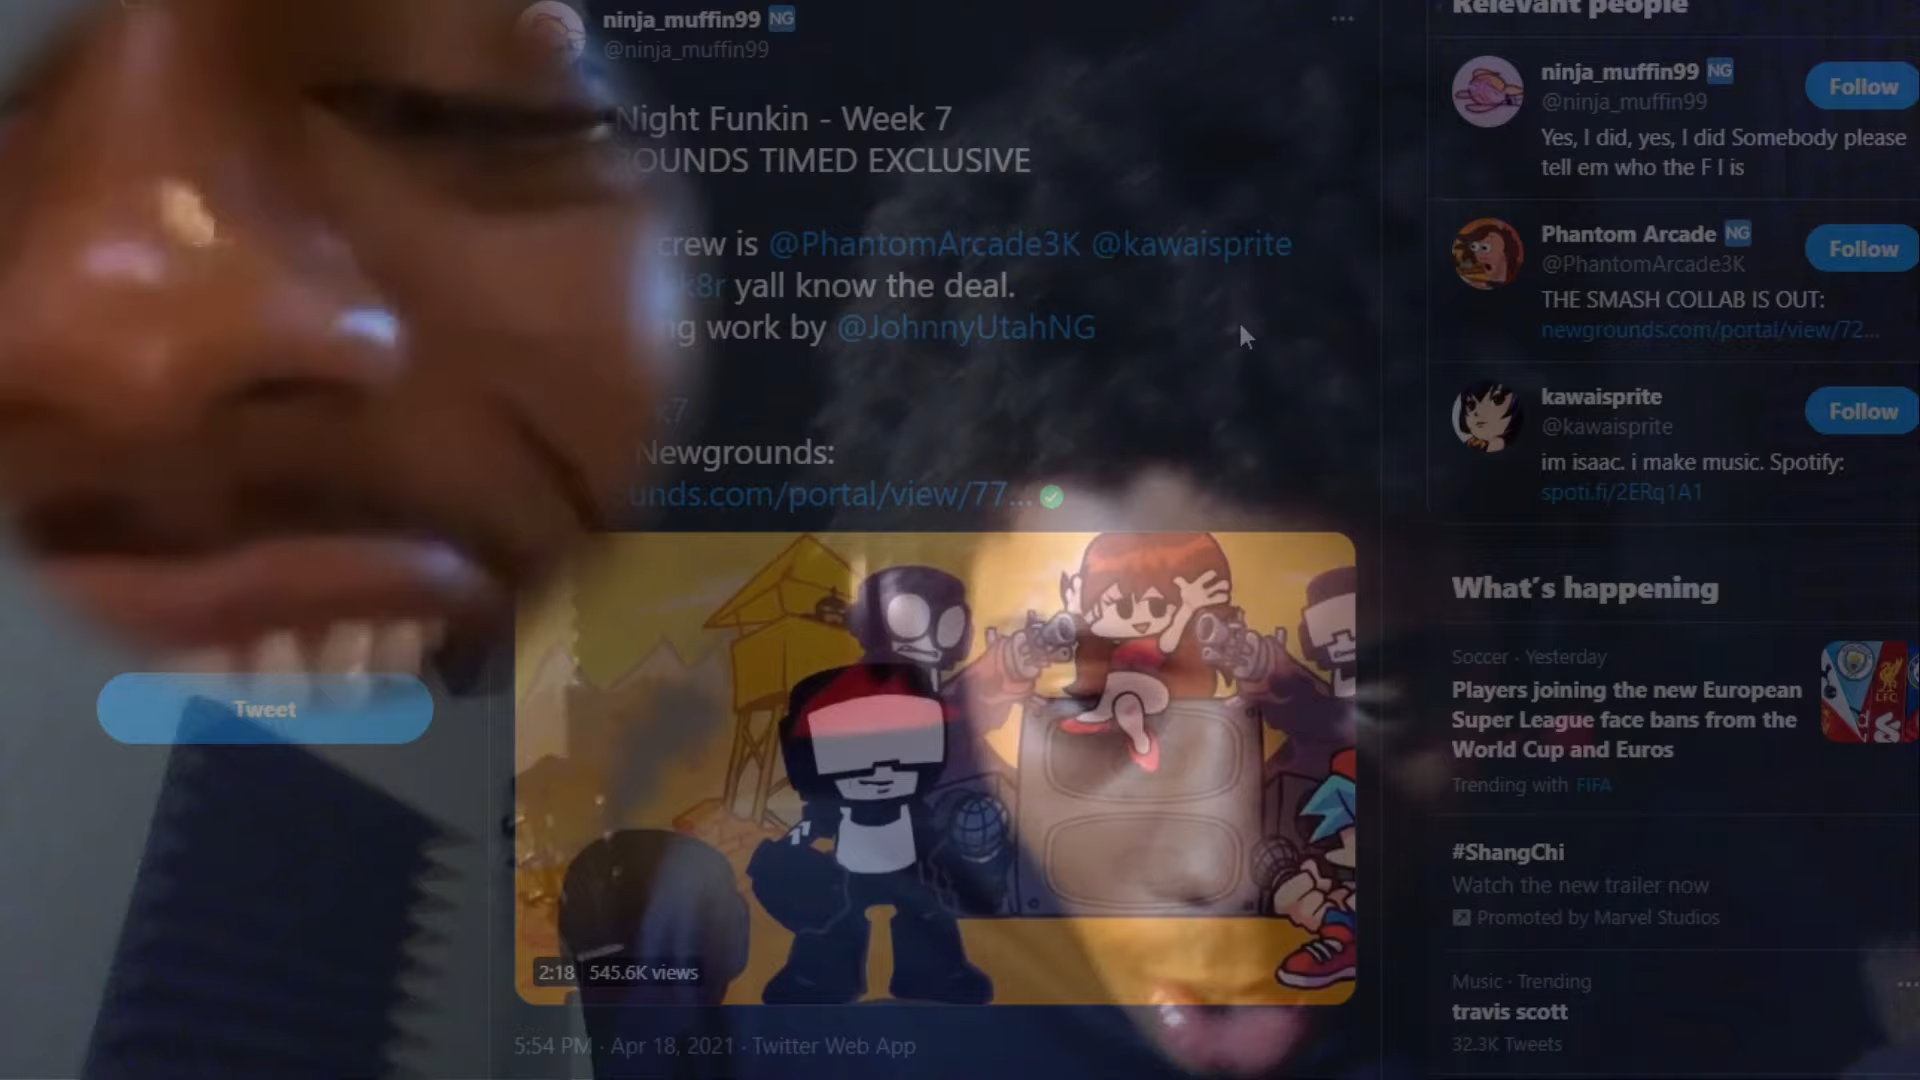 ninja_muffin99 NG
@ninja_muffin99
Night Funkin - Week 7
OUNDS TIMED EXCLUSIVE
crew is @PhantomArcade3K @kawaisprite
k8r yall know the deal.
ng work by @JohnnyUtahNG
k7
Newgrounds:
unds.com/portal/view/77...
2:18 545.6K views
5:54 PM · Apr 18, 2021 · Twitter Web App
Tweet
Relevant people
ninja_muffin99 NG
@ninja_muffin99
Follow
Yes, I did, yes, I did Somebody please
tell em who the F I is
Phantom Arcade NG
@PhantomArcade3K
Follow
THE SMASH COLLAB IS OUT:
newgrounds.com/portal/view/72...
kawaisprite
@kawaisprite
Follow
im isaac. i make music. Spotify:
spoti.fi/2ERq1A1
What's happening
Soccer · Yesterday
Players joining the new European
Super League face bans from the
World Cup and Euros
Trending with FIFA
LFC
#ShangChi
Watch the new trailer now
Promoted by Marvel Studios
Music · Trending
travis scott
32.3K Tweets